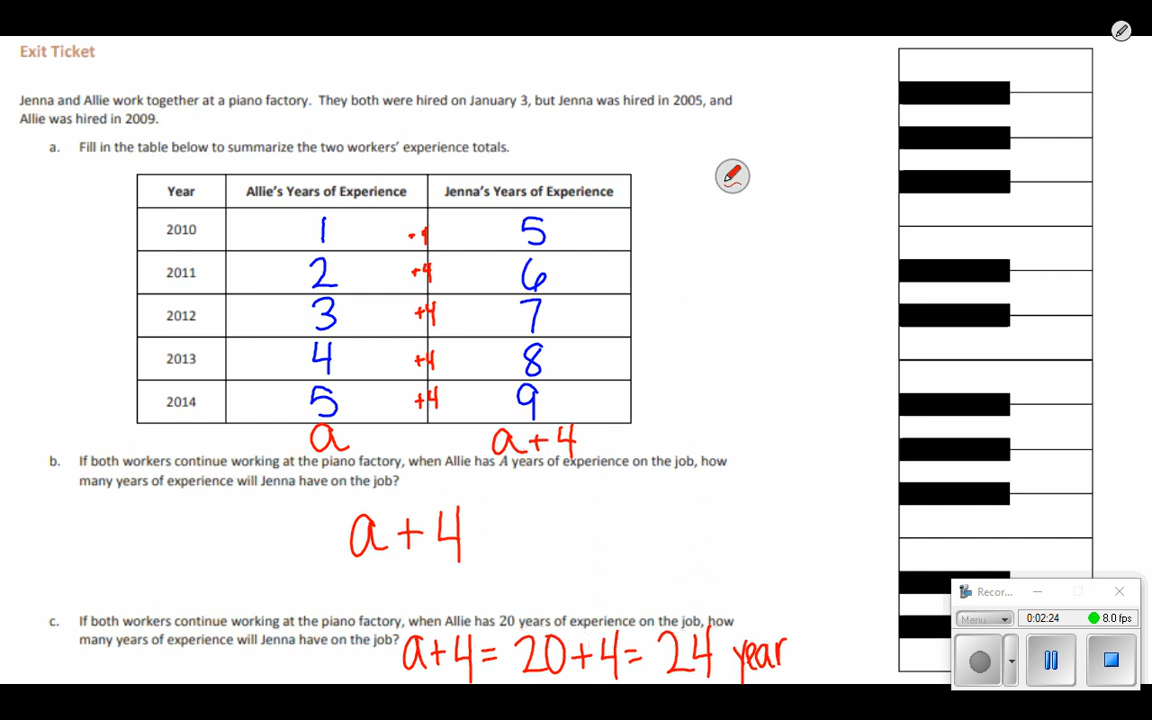 Exit Ticket
Jenna and Allie work together at a piano factory. They both were hired on January 3, but Jenna was hired in 2005, and
Allie was hired in 2009.
a. Fill in the table below to summarize the two workers' experience totals.
Year Allie's Years of Experience Jenna's Years of Experience
2010 1 5
2011 2 +4 6
2012 3 +4 7
2013 4 +4 8
2014 5 +4 9
a a+4
b. If both workers continue working at the piano factory, when Allie has A years of experience on the job, how
many years of experience will Jenna have on the job?
a+4
c. If both workers continue working at the piano factory, when Allie has 20 years of experience on the job, how
many years of experience will Jenna have on the job? a+4= 20+4= 24 year
Recor...
Menu 0:02:24 8.0 fps